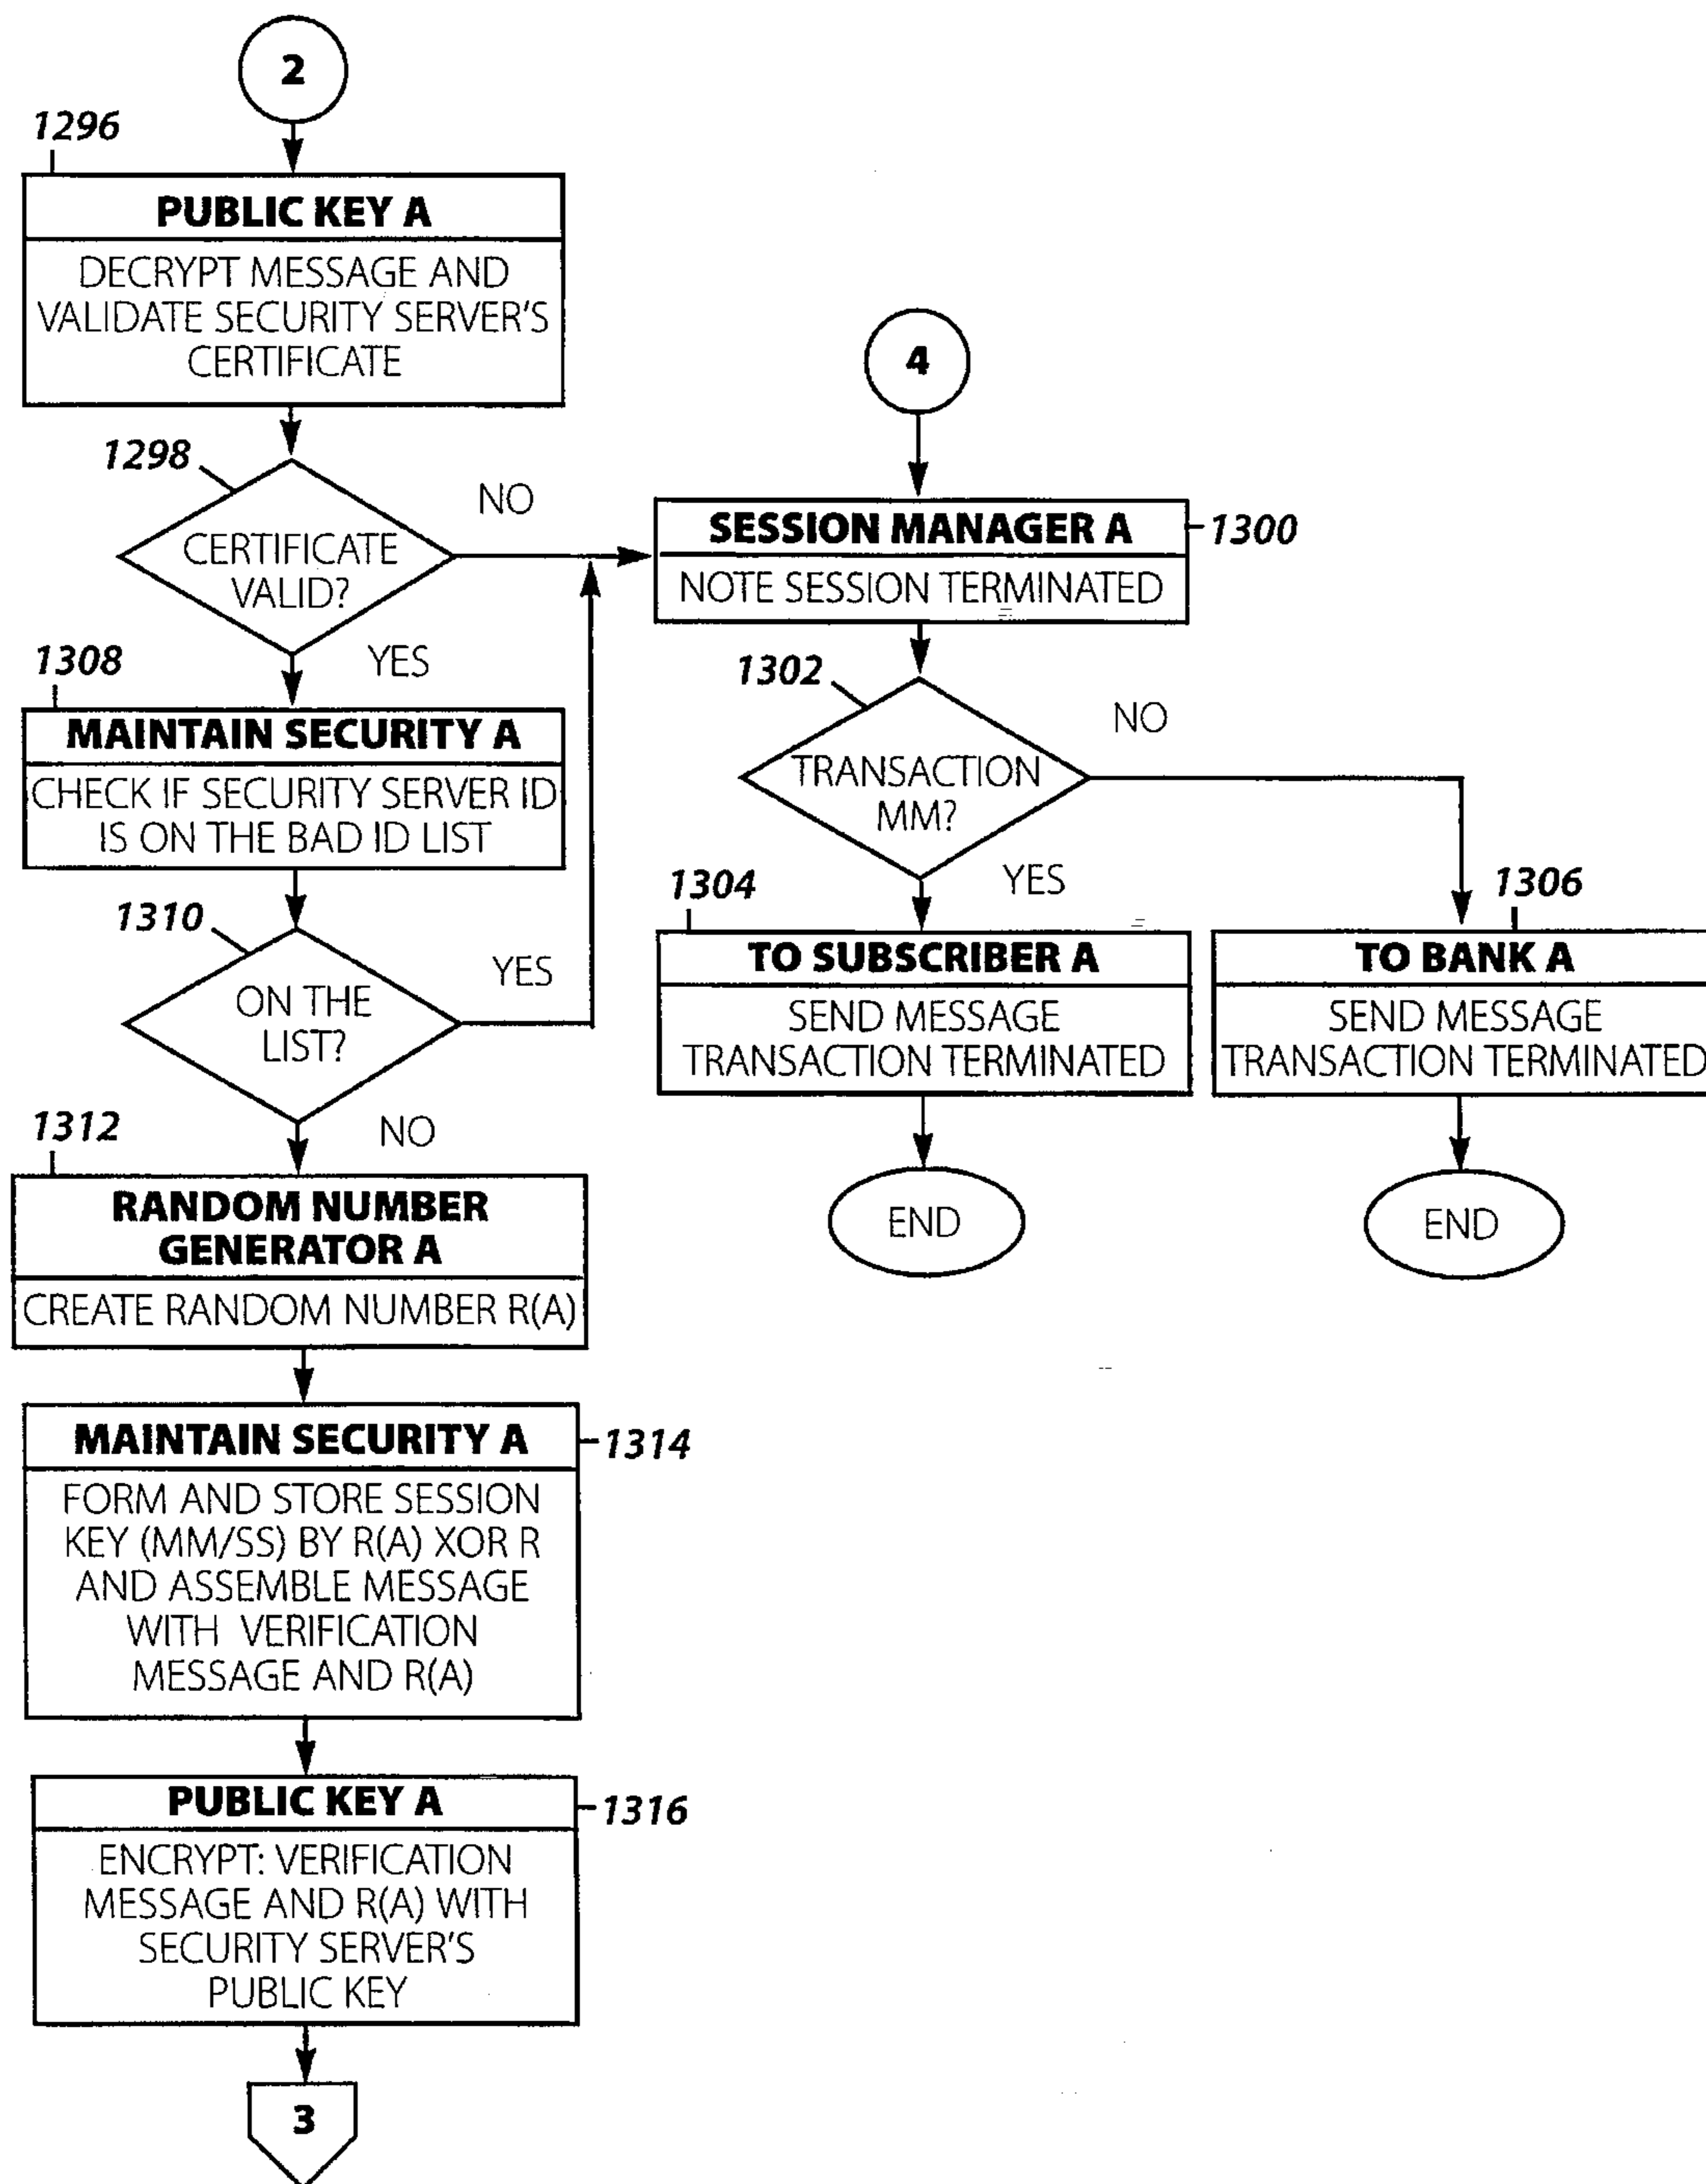 2
1296
PUBLIC KEY A
DECRYPT MESSAGE AND
VALIDATE SECURITY SERVER'S
CERTIFICATE
1298
CERTIFICATE
VALID?
NO
YES
1308
MAINTAIN SECURITY A
CHECK IF SECURITY SERVER ID
IS ON THE BAD ID LIST
1310
ON THE
LIST?
YES
NO
1312
RANDOM NUMBER
GENERATOR A
CREATE RANDOM NUMBER R(A)
MAINTAIN SECURITY A
1314
FORM AND STORE SESSION
KEY (MM/SS) BY R(A) XOR R
AND ASSEMBLE MESSAGE
WITH VERIFICATION
MESSAGE AND R(A)
PUBLIC KEY A
1316
ENCRYPT: VERIFICATION
MESSAGE AND R(A) WITH
SECURITY SERVER'S
PUBLIC KEY
3
4
SESSION MANAGER A
1300
NOTE SESSION TERMINATED
1302
TRANSACTION
MM?
NO
YES
1304
TO SUBSCRIBER A
SEND MESSAGE
TRANSACTION TERMINATED
END
1306
TO BANK A
SEND MESSAGE
TRANSACTION TERMINATED
END